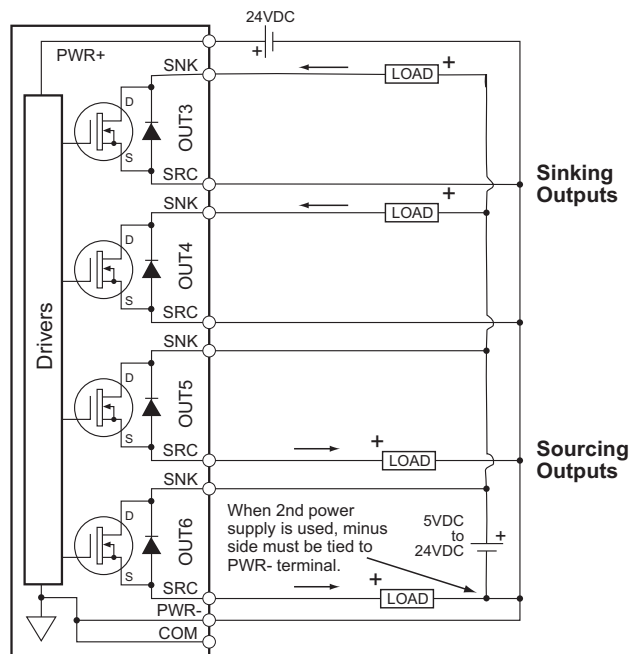 24VDC
+
PWR+
SNK
LOAD
+
D
S
OUT3
SRC
Sinking
Outputs
SNK
LOAD
+
D
S
OUT4
SRC
Drivers
SNK
D
S
OUT5
SRC
+
LOAD
Sourcing
Outputs
SNK
When 2nd power
supply is used, minus
side must be tied to
PWR- terminal.
5VDC
to
24VDC
+
D
S
OUT6
SRC
+
LOAD
PWR-
COM